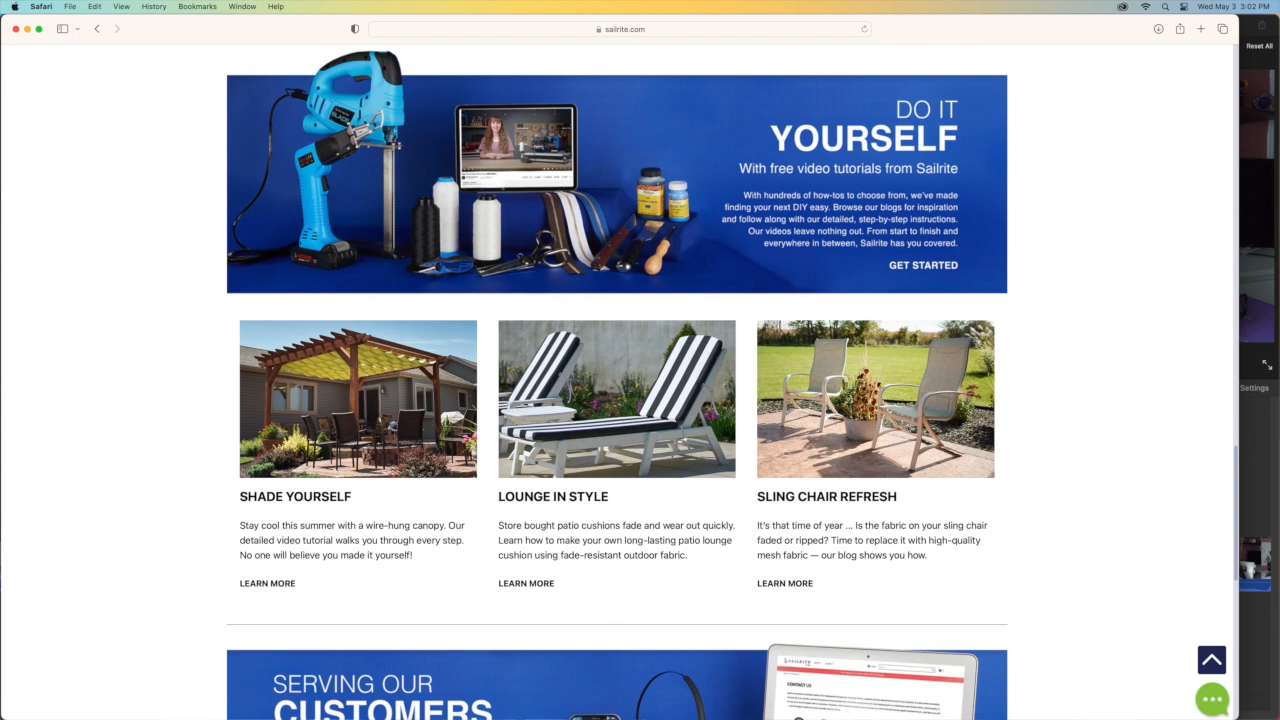 Safari File Edit View History Bookmarks Window Help
Wed May 3 3:02 PM
sailrite.com
Reset All
DO IT
YOURSELF
With free video tutorials from Sailrite
With hundreds of how-tos to choose from, we've made
finding your next DIY easy. Browse our blogs for inspiration
and follow along with our detailed, step-by-step instructions.
Our videos leave nothing out. From start to finish and
everywhere in between, Sailrite has you covered.
GET STARTED
Settings
SHADE YOURSELF
Stay cool this summer with a wire-hung canopy. Our
detailed video tutorial walks you through every step.
No one will believe you made it yourself!
LEARN MORE
LOUNGE IN STYLE
Store bought patio cushions fade and wear out quickly.
Learn how to make your own long-lasting patio lounge
cushion using fade-resistant outdoor fabric.
LEARN MORE
SLING CHAIR REFRESH
It's that time of year ... Is the fabric on your sling chair
faded or ripped? Time to replace it with high-quality
mesh fabric — our blog shows you how.
LEARN MORE
SERVING OUR
CUSTOMERS
SAILRITE
CONTACT US